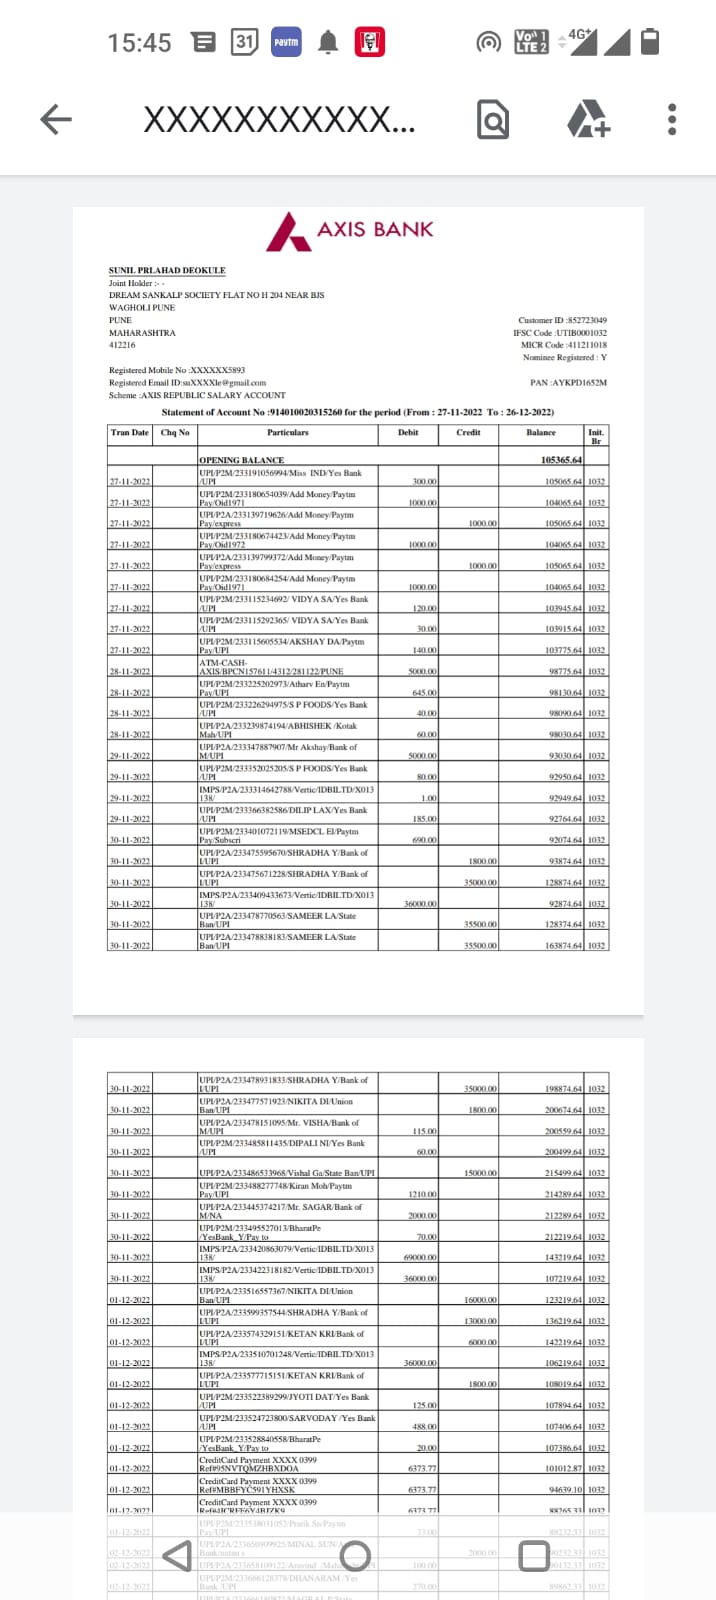 15:45 31 Paytm Vo)) 1 LTE 2 4G+
XXXXXXXXXXX...
AXIS BANK
SUNIL PRLAHAD DEOKULE
Joint Holder :- -
DREAM SANKALP SOCIETY FLAT NO H 204 NEAR BJS
WAGHOLI PUNE
PUNE
MAHARASHTRA
412216
Customer ID :852723049
IFSC Code :UTIB0001032
MICR Code :411211018
Nominee Registered : Y
Registered Mobile No :XXXXXX5893
Registered Email ID:suXXXXle@gmail.com
PAN :AYKPD1652M
Scheme :AXIS REPUBLIC SALARY ACCOUNT
Statement of Account No :914010020315260 for the period (From : 27-11-2022 To : 26-12-2022)
Tran Date Chq No Particulars Debit Credit Balance Init. Br
OPENING BALANCE 105365.64
UPI/P2M/233191056994/Miss IND/Yes Bank
27-11-2022 /UPI 300.00 105065.64 1032
UPI/P2M/233180654039/Add Money/Paytm
27-11-2022 Pay/Oid1971 1000.00 104065.64 1032
UPI/P2A/233139719626/Add Money/Paytm
27-11-2022 Pay/express 1000.00 105065.64 1032
UPI/P2M/233180674423/Add Money/Paytm
27-11-2022 Pay/Oid1972 1000.00 104065.64 1032
UPI/P2A/233139799372/Add Money/Paytm
27-11-2022 Pay/express 1000.00 105065.64 1032
UPI/P2M/233180684254/Add Money/Paytm
27-11-2022 Pay/Oid1971 1000.00 104065.64 1032
UPI/P2M/233115234692/ VIDYA SA/Yes Bank
27-11-2022 /UPI 120.00 103945.64 1032
UPI/P2M/233115292365/ VIDYA SA/Yes Bank
27-11-2022 /UPI 30.00 103915.64 1032
UPI/P2M/233115605534/AKSHAY DA/Paytm
27-11-2022 Pay/UPI 140.00 103775.64 1032
ATM-CASH-
28-11-2022 AXIS/BPCN157611/4312/281122/PUNE 5000.00 98775.64 1032
UPI/P2M/233225202973/Atharv En/Paytm
28-11-2022 Pay/UPI 645.00 98130.64 1032
UPI/P2M/233226294975/S P FOODS/Yes Bank
28-11-2022 /UPI 40.00 98090.64 1032
UPI/P2A/233239874194/ABHISHEK /Kotak
28-11-2022 Mah/UPI 60.00 98030.64 1032
UPI/P2A/233347887907/Mr Akshay/Bank of
29-11-2022 M/UPI 5000.00 93030.64 1032
UPI/P2M/233352025205/S P FOODS/Yes Bank
29-11-2022 /UPI 80.00 92950.64 1032
IMPS/P2A/233314642788/Vertic/IDBILTD/X013
29-11-2022 138/ 1.00 92949.64 1032
UPI/P2M/233366382586/DILIP LAX/Yes Bank
29-11-2022 /UPI 185.00 92764.64 1032
UPI/P2M/233401072119/MSEDCL El/Paytm
30-11-2022 Pay/Subscri 690.00 92074.64 1032
UPI/P2A/233475595670/SHRADHA Y/Bank of
30-11-2022 I/UPI 1800.00 93874.64 1032
UPI/P2A/233475671228/SHRADHA Y/Bank of
30-11-2022 I/UPI 35000.00 128874.64 1032
IMPS/P2A/233409433673/Vertic/IDBILTD/X013
30-11-2022 138/ 36000.00 92874.64 1032
UPI/P2A/233478770563/SAMEER LA/State
30-11-2022 Ban/UPI 35500.00 128374.64 1032
UPI/P2A/233478838183/SAMEER LA/State
30-11-2022 Ban/UPI 35500.00 163874.64 1032
UPI/P2A/233478931833/SHRADHA Y/Bank of
30-11-2022 I/UPI 35000.00 198874.64 1032
UPI/P2A/233477571923/NIKITA DI/Union
30-11-2022 Ban/UPI 1800.00 200674.64 1032
UPI/P2A/233478151095/Mr. VISHA/Bank of
30-11-2022 M/UPI 115.00 200559.64 1032
UPI/P2M/233485811435/DIPALI NI/Yes Bank
30-11-2022 /UPI 60.00 200499.64 1032
30-11-2022 UPI/P2A/233486533968/Vishal Ga/State Ban/UPI 15000.00 215499.64 1032
UPI/P2M/233488277748/Kiran Moh/Paytm
30-11-2022 Pay/UPI 1210.00 214289.64 1032
UPI/P2A/233445374217/Mr. SAGAR/Bank of
30-11-2022 M/NA 2000.00 212289.64 1032
UPI/P2M/233495527013/BharatPe
30-11-2022 /YesBank_Y/Pay to 70.00 212219.64 1032
IMPS/P2A/233420863079/Vertic/IDBILTD/X013
30-11-2022 138/ 69000.00 143219.64 1032
IMPS/P2A/233422318182/Vertic/IDBILTD/X013
30-11-2022 138/ 36000.00 107219.64 1032
UPI/P2A/233516557367/NIKITA DI/Union
01-12-2022 Ban/UPI 16000.00 123219.64 1032
UPI/P2A/233599357544/SHRADHA Y/Bank of
01-12-2022 I/UPI 13000.00 136219.64 1032
UPI/P2A/233574329151/KETAN KRI/Bank of
01-12-2022 I/UPI 6000.00 142219.64 1032
IMPS/P2A/233510701248/Vertic/IDBILTD/X013
01-12-2022 138/ 36000.00 106219.64 1032
UPI/P2A/233577715151/KETAN KRI/Bank of
01-12-2022 I/UPI 1800.00 108019.64 1032
UPI/P2M/233522389299/JYOTI DAT/Yes Bank
01-12-2022 /UPI 125.00 107894.64 1032
UPI/P2M/233524723800/SARVODAY /Yes Bank
01-12-2022 /UPI 488.00 107406.64 1032
UPI/P2M/233528840558/BharatPe
01-12-2022 /YesBank_Y/Pay to 20.00 107386.64 1032
CreditCard Payment XXXX 0399
01-12-2022 Ref#95NVTQMZHBXDOA 6373.77 101012.87 1032
CreditCard Payment XXXX 0399
01-12-2022 Ref#MBBFYC591YHXSK 6373.77 94639.10 1032
CreditCard Payment XXXX 0399
01-12-2022 6373.77 88265.33 1032
UPI/P2M/233538031052/Pratik Sa/Paytm
01-12-2022 Pay/UPI 33.00 88232.33 1032
UPI/P2A/233650909925/MINAL SUN/A
02-12-2022 2000.00 90232.33 1032
02-12-2022 UPI/P2A/233658109122/Aravind 100.00 90132.33 1032
UPI/P2M/233666128378/DHANARAM /Yes
02-12-2022 Bank /UPI 270.00 89862.33 1032